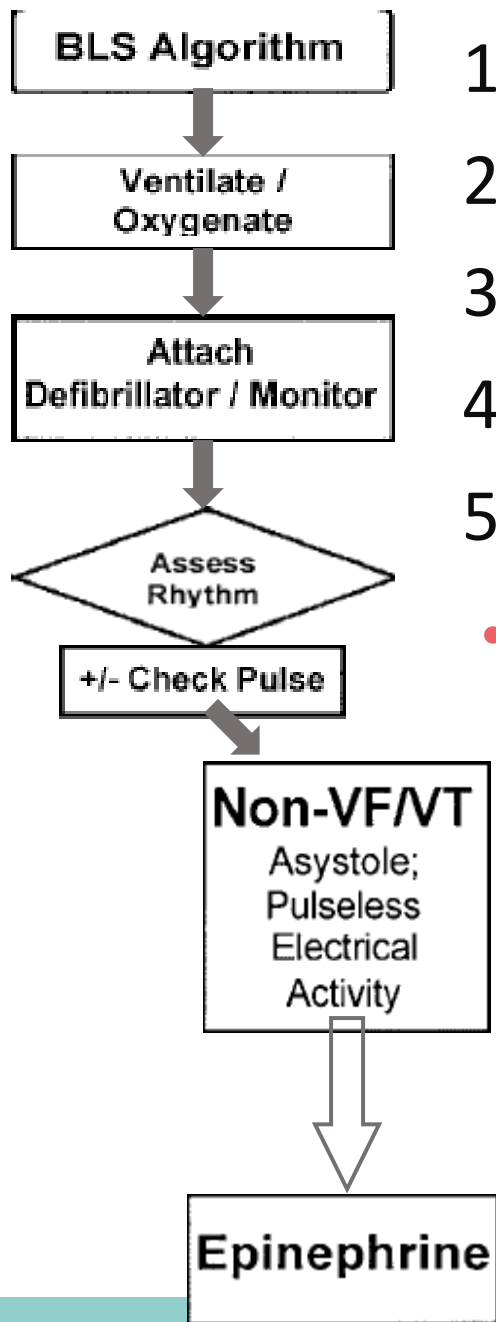 BLS Algorithm
1
Ventilate /
Oxygenate
2
3
Attach
Defibrillator / Monitor
4
5
Assess
Rhythm
+/- Check Pulse
Non-VF/VT
Asystole;
Pulseless
Electrical
Activity
Epinephrine